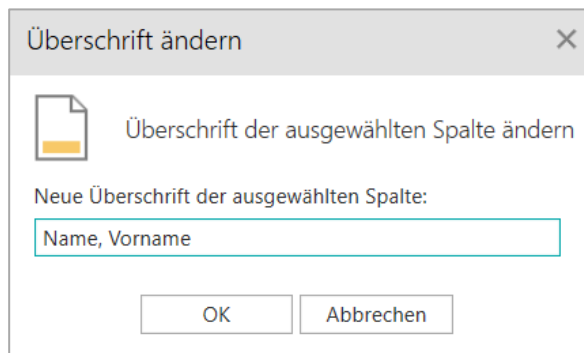 Überschrift ändern
Überschrift der ausgewählten Spalte ändern
Neue Überschrift der ausgewählten Spalte:
Name, Vorname
OK Abbrechen